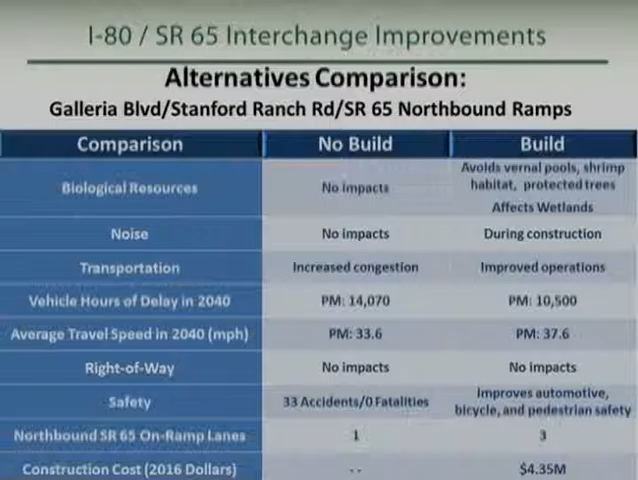 I-80 / SR 65 Interchange Improvements
Alternatives Comparison:
Galleria Blvd/Stanford Ranch Rd/SR 65 Northbound Ramps
Comparison No Build Build
Biological Resources No impacts Avoids vernal pools, shrimp habitat, protected trees Affects Wetlands
Noise No impacts During construction
Transportation Increased congestion Improved operations
Vehicle Hours of Delay in 2040 PM: 14,070 PM: 10,500
Average Travel Speed in 2040 (mph) PM: 33.6 PM: 37.6
Right-of-Way No impacts No impacts
Safety 33 Accidents/0 Fatalities Improves automotive, bicycle, and pedestrian safety
Northbound SR 65 On-Ramp Lanes 1 3
Construction Cost (2016 Dollars) -- $4.35M